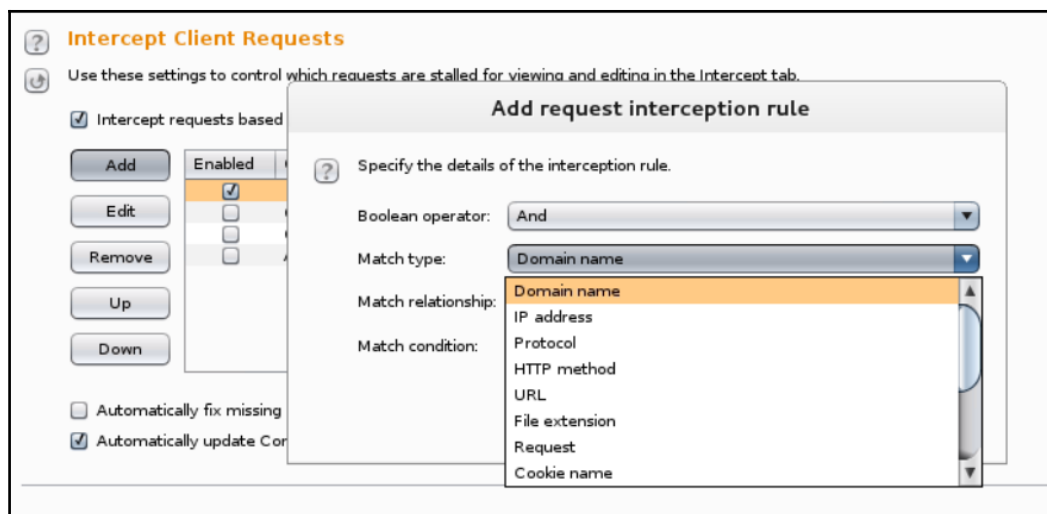 Intercept Client Requests
Use these settings to control which requests are stalled for viewing and editing in the Intercept tab.
Intercept requests based
Add
Enabled
Edit
Remove
Up
Down
Automatically fix missing
Automatically update Con
Add request interception rule
Specify the details of the interception rule.
Boolean operator: And
Match type: Domain name
Match relationship:
Match condition:
Domain name
IP address
Protocol
HTTP method
URL
File extension
Request
Cookie name